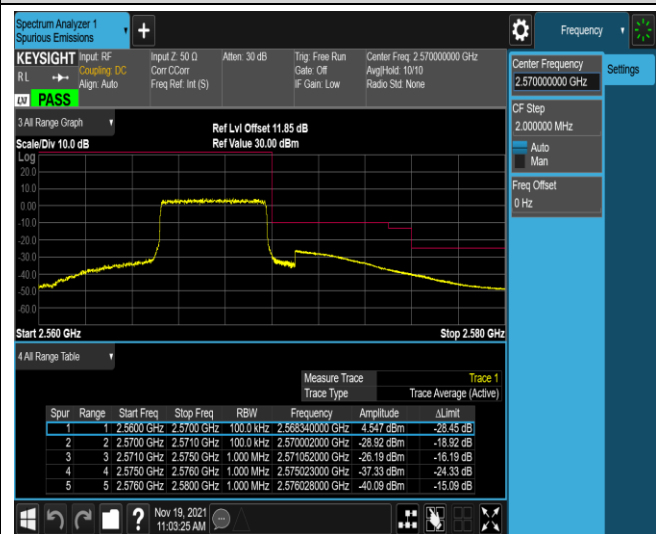 Spectrum Analyzer 1
Spurious Emissions
+
Frequency
KEYSIGHT
RL
LXI PASS
Input: RF
Coupling: DC
Align: Auto
Input Z: 50 Ω
Corr CCorr
Freq Ref: Int (S)
Atten: 30 dB
Trig: Free Run
Gate: Off
IF Gain: Low
Center Freq: 2.570000000 GHz
Avg|Hold: 10/10
Radio Std: None
Center Frequency
2.570000000 GHz
Settings
CF Step
2.000000 MHz
Auto
Man
Freq Offset
0 Hz
3 All Range Graph
Ref Lvl Offset 11.85 dB
Scale/Div 10.0 dB Ref Value 30.00 dBm
Log
20.0
10.0
0.00
-10.0
-20.0
-30.0
-40.0
-50.0
-60.0
Start 2.560 GHz Stop 2.580 GHz
4 All Range Table
Measure Trace Trace 1
Trace Type Trace Average (Active)
Spur Range Start Freq Stop Freq RBW Frequency Amplitude ΔLimit
1 1 2.5600 GHz 2.5700 GHz 100.0 kHz 2.568340000 GHz 4.547 dBm -28.45 dB
2 2 2.5700 GHz 2.5710 GHz 100.0 kHz 2.570002000 GHz -28.92 dBm -18.92 dB
3 3 2.5710 GHz 2.5750 GHz 1.000 MHz 2.571052000 GHz -26.19 dBm -16.19 dB
4 4 2.5750 GHz 2.5760 GHz 1.000 MHz 2.575023000 GHz -37.33 dBm -24.33 dB
5 5 2.5760 GHz 2.5800 GHz 1.000 MHz 2.576028000 GHz -40.09 dBm -15.09 dB
?
Nov 19, 2021
11:03:25 AM